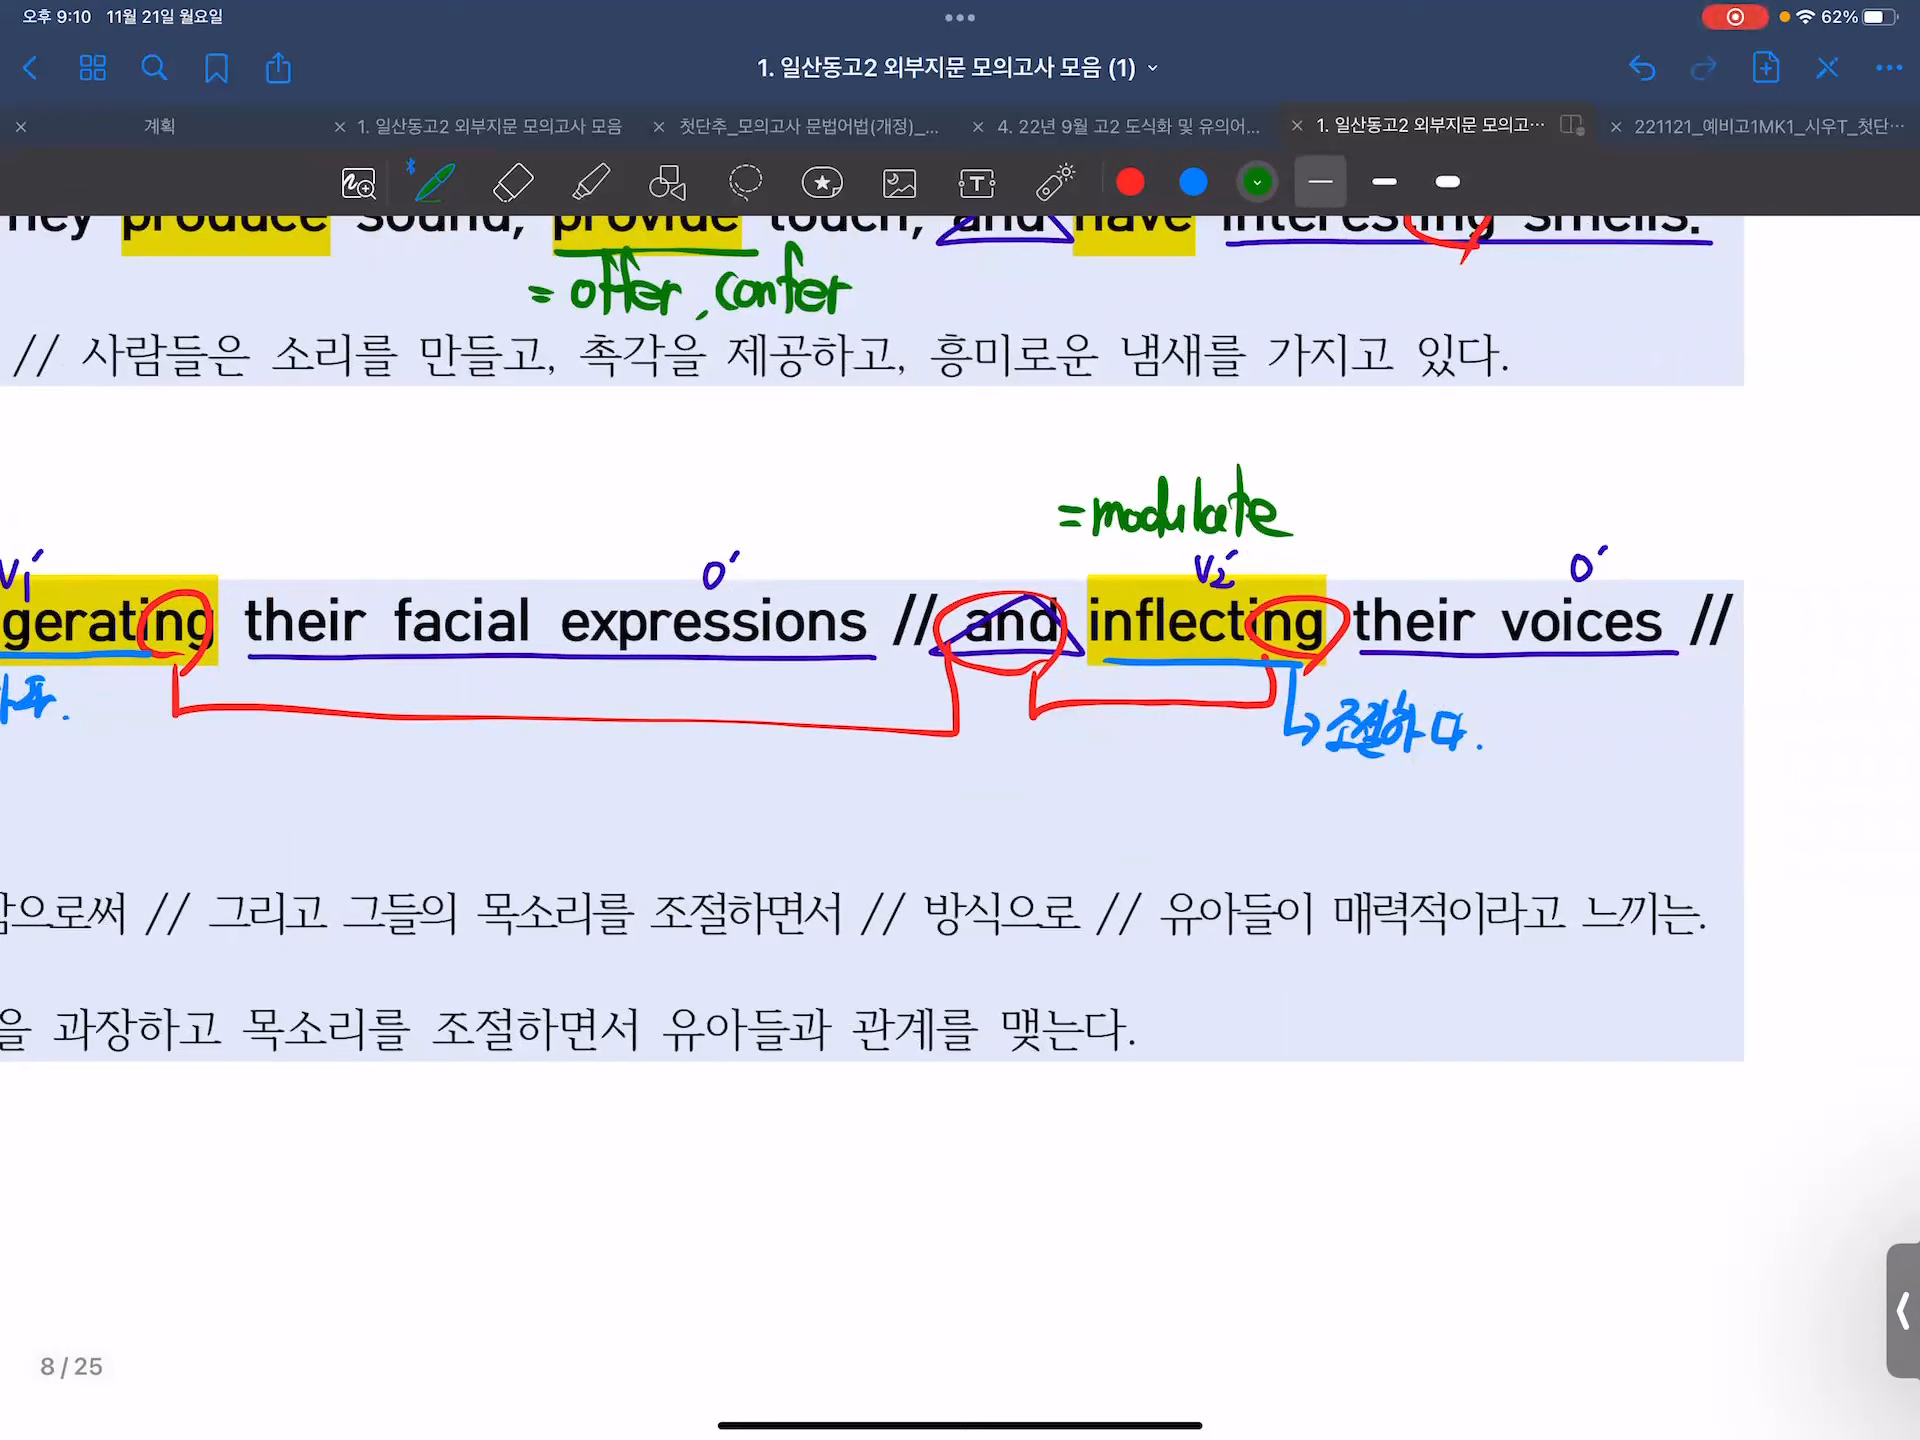 오후 9:10 11월 21일 월요일
62%
1. 일산동고2 외부지문 모의고사 모음 (1)
계획
1. 일산동고2 외부지문 모의고사 모음
첫단추_모의고사 문법어법(개정)_...
4. 22년 9월 고2 도식화 및 유의어...
1. 일산동고2 외부지문 모의고...
221121_예비고1MK1_시우T_첫단...
hey produce sound, provide touch, and have interesting smells.
= offer, confer
// 사람들은 소리를 만들고, 촉각을 제공하고, 흥미로운 냄새를 가지고 있다.
= modulate
V1' O' V2' O'
gerating their facial expressions // and inflecting their voices //
→ 조절하다.
함으로써 // 그리고 그들의 목소리를 조절하면서 // 방식으로 // 유아들이 매력적이라고 느끼는.
을 과장하고 목소리를 조절하면서 유아들과 관계를 맺는다.
8 / 25